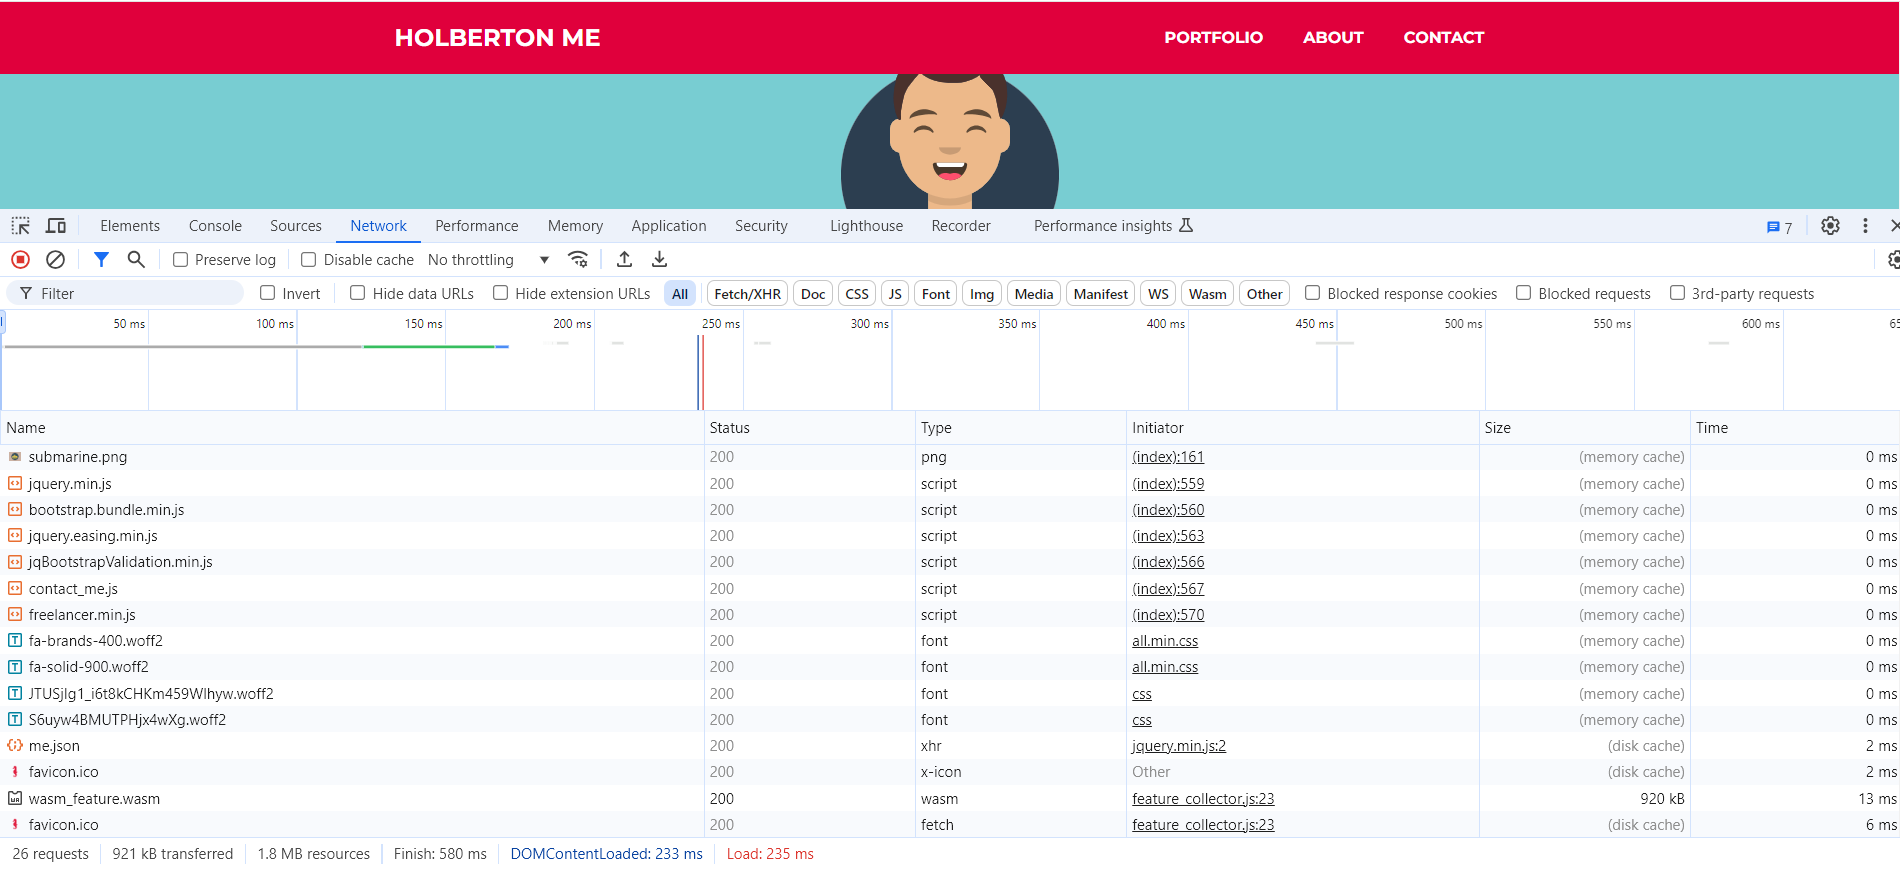 HOLBERTON ME PORTFOLIO ABOUT CONTACT
Elements Console Sources Network Performance Memory Application Security Lighthouse Recorder Performance insights 7
Preserve log Disable cache No throttling
Filter Invert Hide data URLs Hide extension URLs All Fetch/XHR Doc CSS JS Font Img Media Manifest WS Wasm Other Blocked response cookies Blocked requests 3rd-party requests
50 ms 100 ms 150 ms 200 ms 250 ms 300 ms 350 ms 400 ms 450 ms 500 ms 550 ms 600 ms
Name Status Type Initiator Size Time
submarine.png 200 png (index):161 (memory cache) 0 ms
jquery.min.js 200 script (index):559 (memory cache) 0 ms
bootstrap.bundle.min.js 200 script (index):560 (memory cache) 0 ms
jquery.easing.min.js 200 script (index):563 (memory cache) 0 ms
jqBootstrapValidation.min.js 200 script (index):566 (memory cache) 0 ms
contact_me.js 200 script (index):567 (memory cache) 0 ms
freelancer.min.js 200 script (index):570 (memory cache) 0 ms
fa-brands-400.woff2 200 font all.min.css (memory cache) 0 ms
fa-solid-900.woff2 200 font all.min.css (memory cache) 0 ms
JTUSjIg1_i6t8kCHKm459Wlhyw.woff2 200 font css (memory cache) 0 ms
S6uyw4BMUTPHjx4wXg.woff2 200 font css (memory cache) 0 ms
me.json 200 xhr jquery.min.js:2 (disk cache) 2 ms
favicon.ico 200 x-icon Other (disk cache) 2 ms
wasm_feature.wasm 200 wasm feature_collector.js:23 920 kB 13 ms
favicon.ico 200 fetch feature_collector.js:23 (disk cache) 6 ms
26 requests 921 kB transferred 1.8 MB resources Finish: 580 ms DOMContentLoaded: 233 ms Load: 235 ms